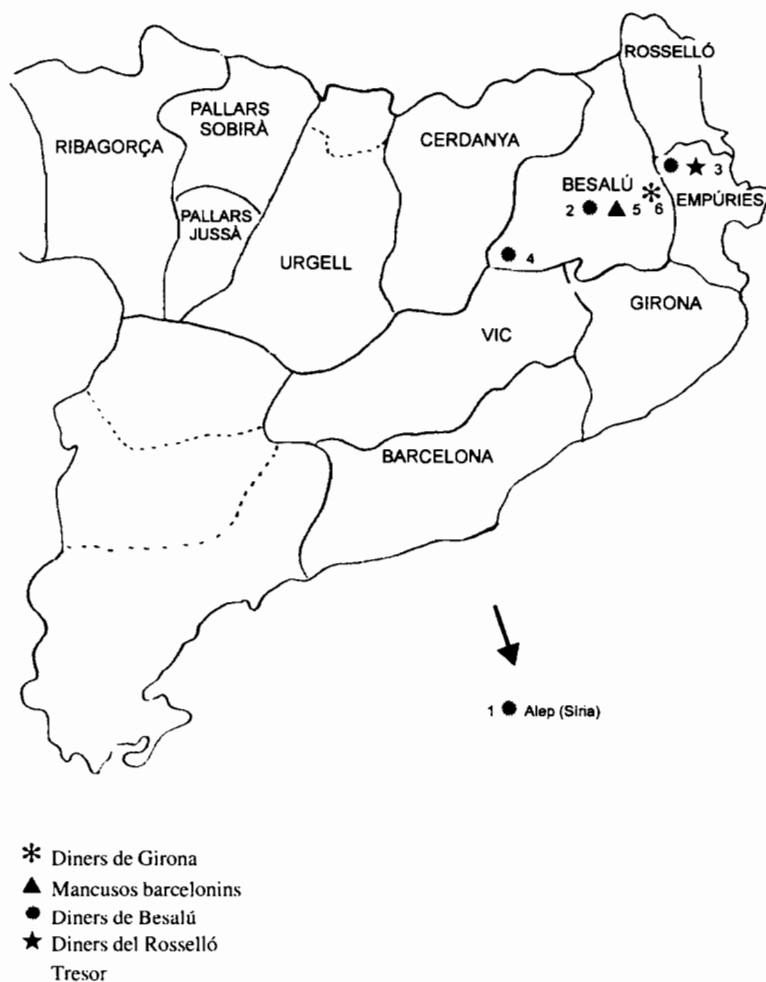 ROSSELLÓ
PALLARS
SOBIRÀ
RIBAGORÇA
CERDANYA
3
BESALÚ
EMPÚRIES
2 5 6
PALLARS
JUSSÀ
4
URGELL
GIRONA
VIC
BARCELONA
1 Alep (Síria)
Diners de Girona
Mancusos barcelonins
Diners de Besalú
Diners del Rosselló
Tresor